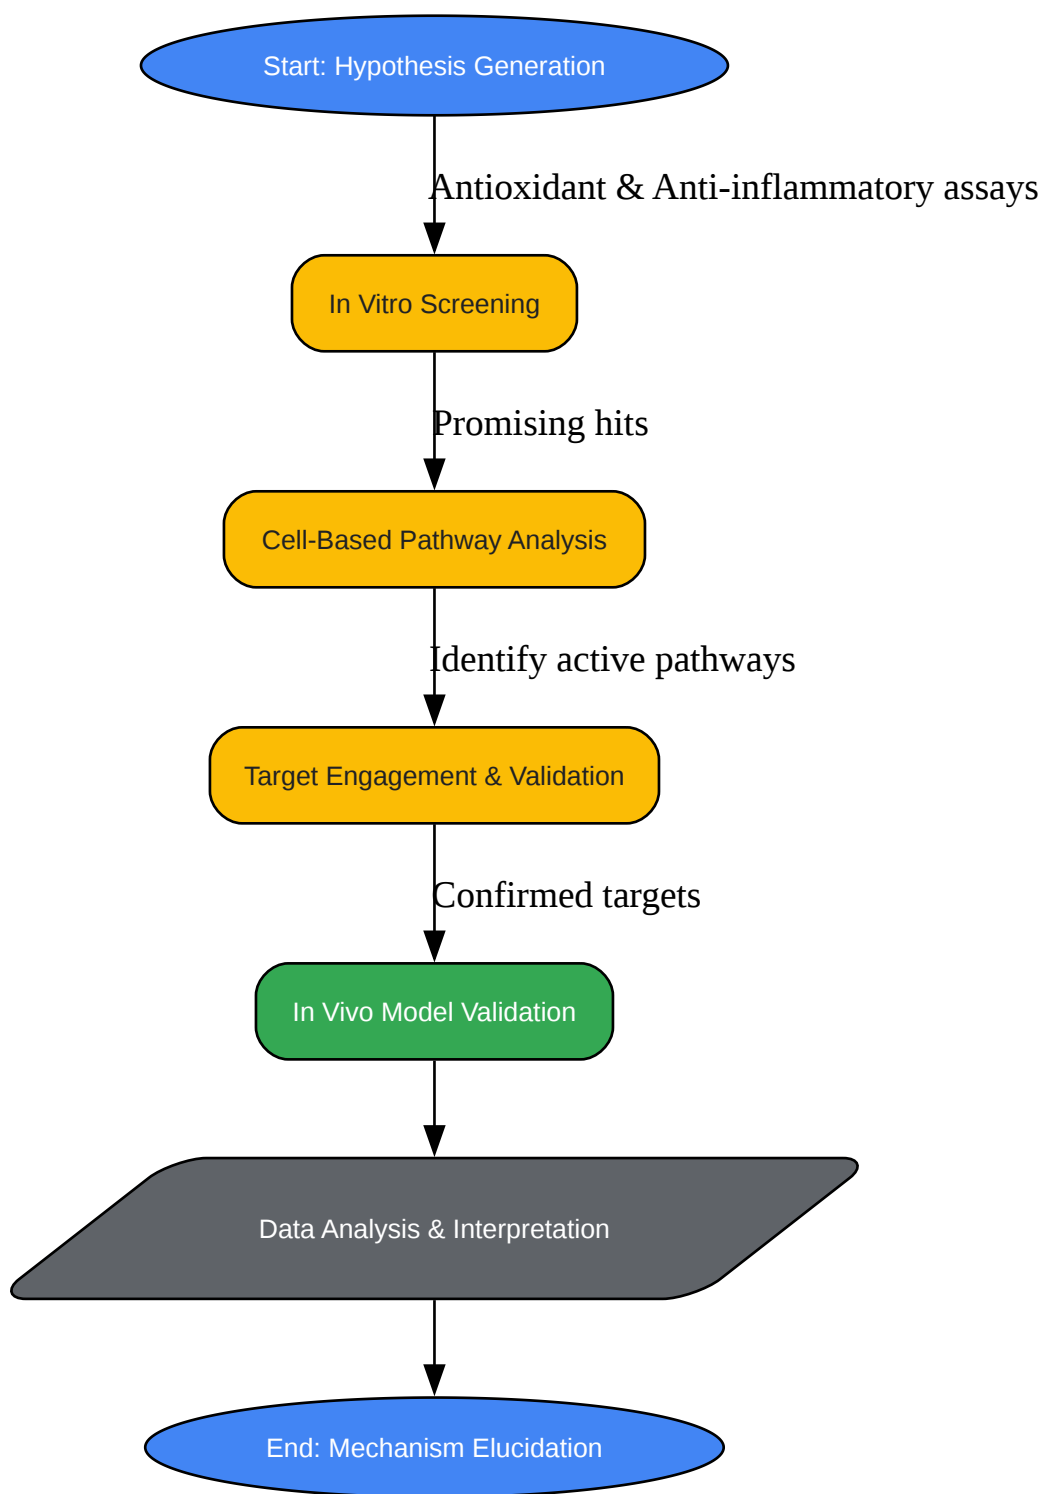 Start: Hypothesis Generation
Antioxidant & Anti-inflammatory assays
In Vitro Screening
Promising hits
Cell-Based Pathway Analysis
Identify active pathways
Target Engagement & Validation
Confirmed targets
In Vivo Model Validation
Data Analysis & Interpretation
End: Mechanism Elucidation